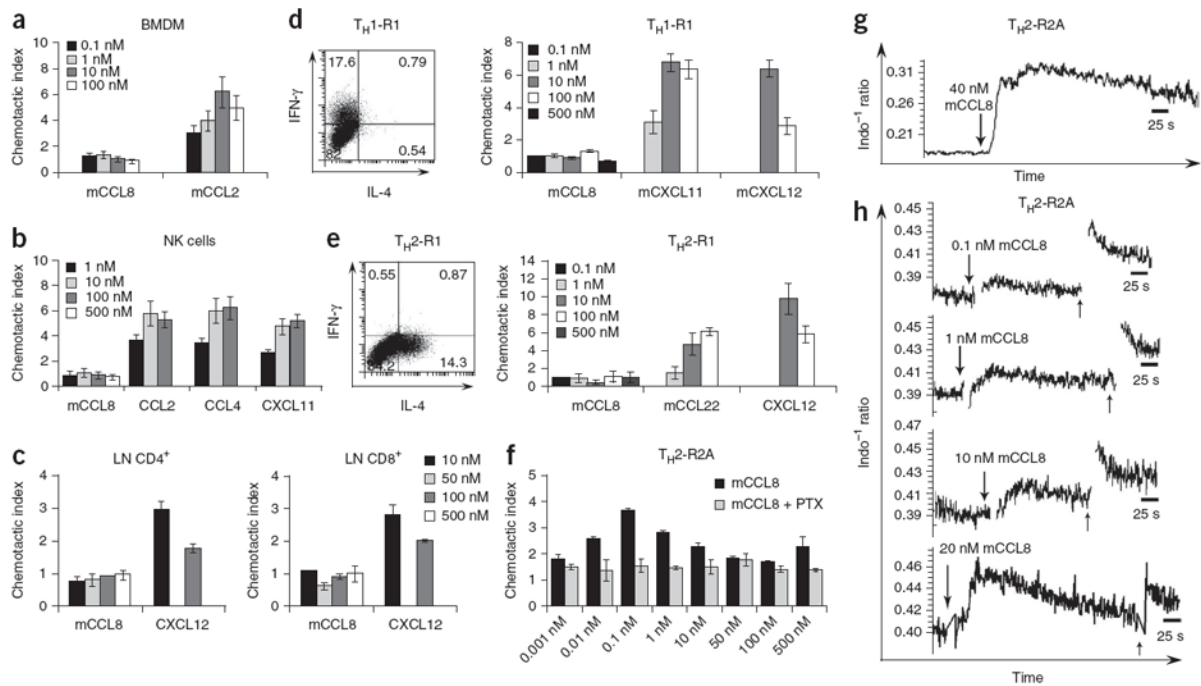 a
BMDM
Chemotactic index
10
8
6
4
2
0
0.1 nM
1 nM
10 nM
100 nM
mCCL8
mCCL2
d
TH1-R1
IFN-γ
17.6
0.79
82
0.54
IL-4
TH1-R1
Chemotactic index
8
6
4
2
0
0.1 nM
1 nM
10 nM
100 nM
500 nM
mCCL8
mCXCL11
mCXCL12
b
NK cells
Chemotactic index
10
8
6
4
2
0
1 nM
10 nM
100 nM
500 nM
mCCL8
CCL2
CCL4
CXCL11
e
TH2-R1
IFN-γ
0.55
0.87
84.2
14.3
IL-4
TH2-R1
Chemotactic index
14
12
10
8
6
4
2
0
0.1 nM
1 nM
10 nM
100 nM
500 nM
mCCL8
mCCL22
CXCL12
c
LN CD4+
Chemotactic index
4
3
2
1
0
mCCL8
CXCL12
LN CD8+
Chemotactic index
4
3
2
1
0
10 nM
50 nM
100 nM
500 nM
mCCL8
CXCL12
f
TH2-R2A
Chemotactic index
5
4
3
2
1
0
mCCL8
mCCL8 + PTX
0.001 nM
0.01 nM
0.1 nM
1 nM
10 nM
50 nM
100 nM
500 nM
g
TH2-R2A
Indo−1 ratio
0.31
0.26
0.21
40 nM
mCCL8
25 s
Time
h
TH2-R2A
Indo−1 ratio
0.45
0.43
0.41
0.39
0.1 nM mCCL8
25 s
0.45
0.43
0.41
0.39
1 nM mCCL8
25 s
0.47
0.45
0.43
0.41
0.39
10 nM mCCL8
25 s
0.46
0.44
0.42
0.40
20 nM mCCL8
25 s
Time